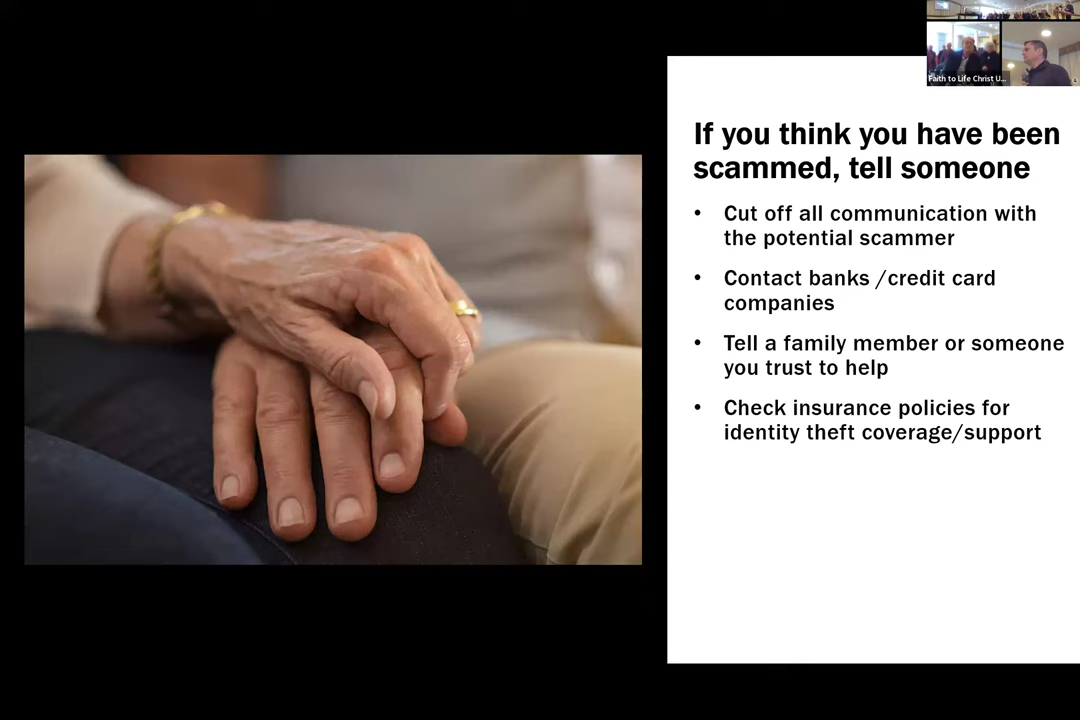 Faith to Life Christ U...
If you think you have been
scammed, tell someone
• Cut off all communication with
the potential scammer
• Contact banks /credit card
companies
• Tell a family member or someone
you trust to help
• Check insurance policies for
identity theft coverage/support